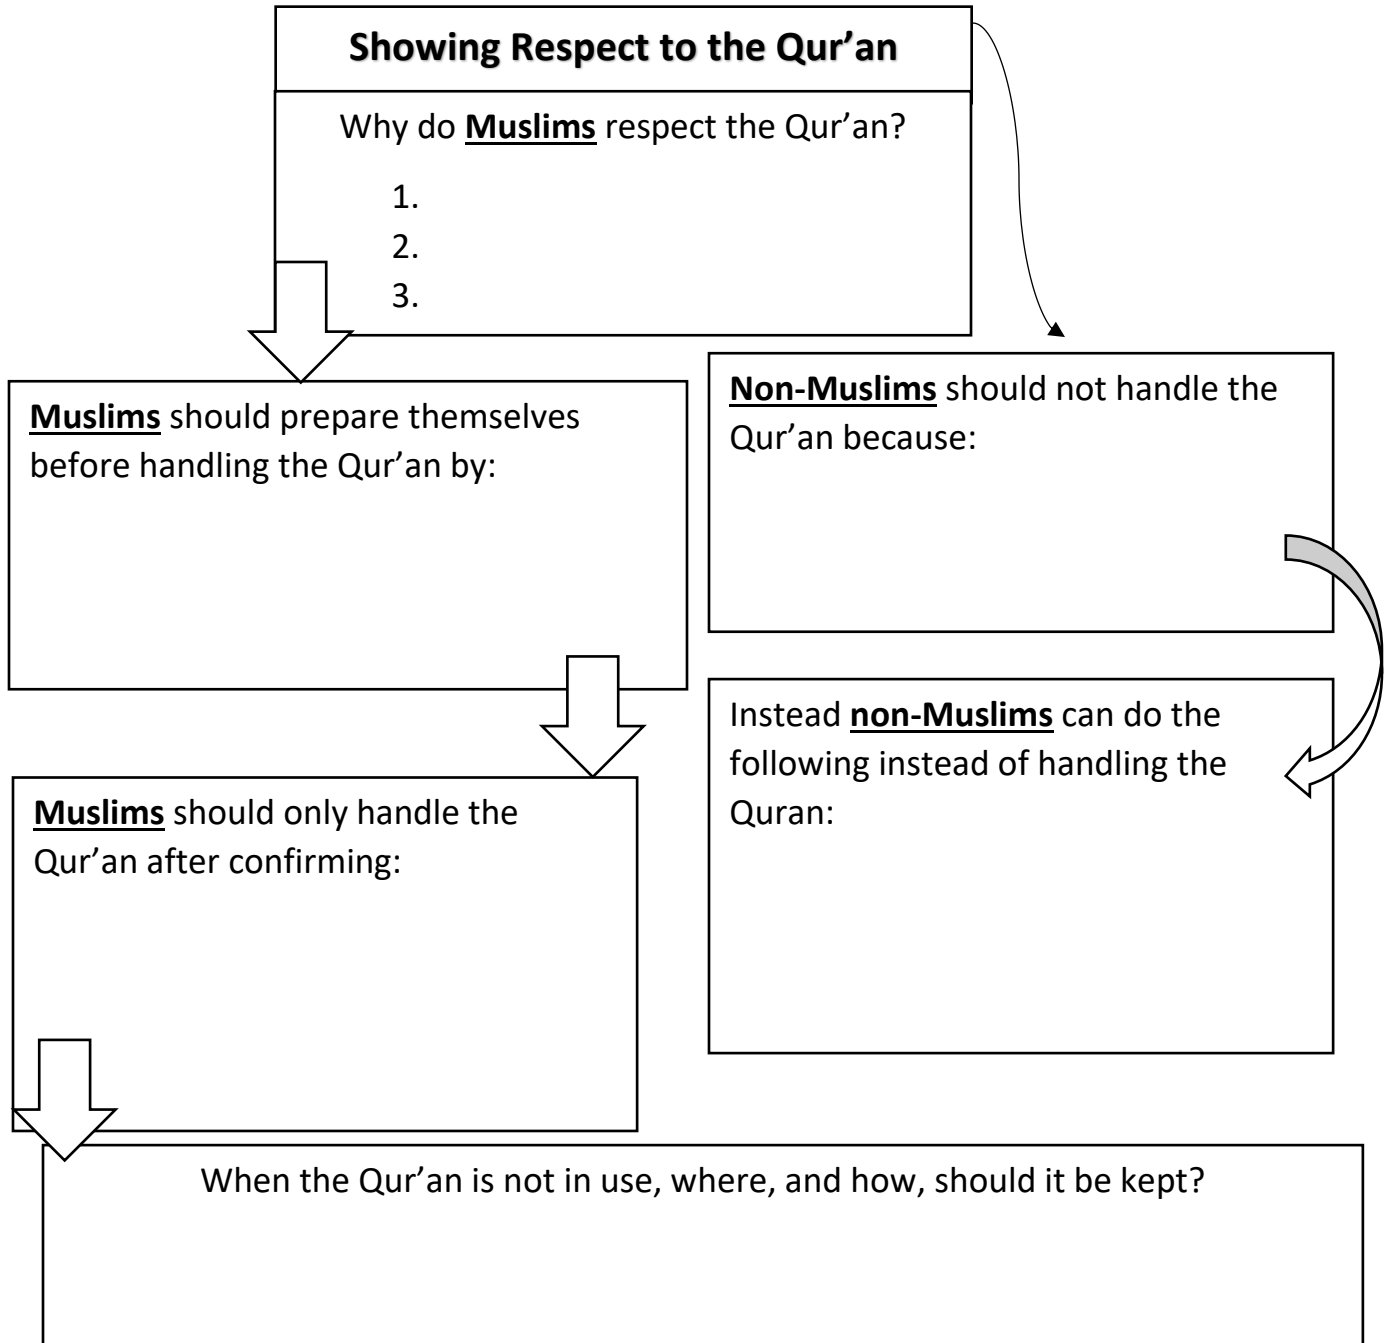 Showing Respect to the Qur’an
Why do Muslims respect the Qur’an?
1.
2.
3.
Muslims should prepare themselves
before handling the Qur’an by:
Non-Muslims should not handle the
Qur’an because:
Muslims should only handle the
Qur’an after confirming:
Instead non-Muslims can do the
following instead of handling the
Quran:
When the Qur’an is not in use, where, and how, should it be kept?